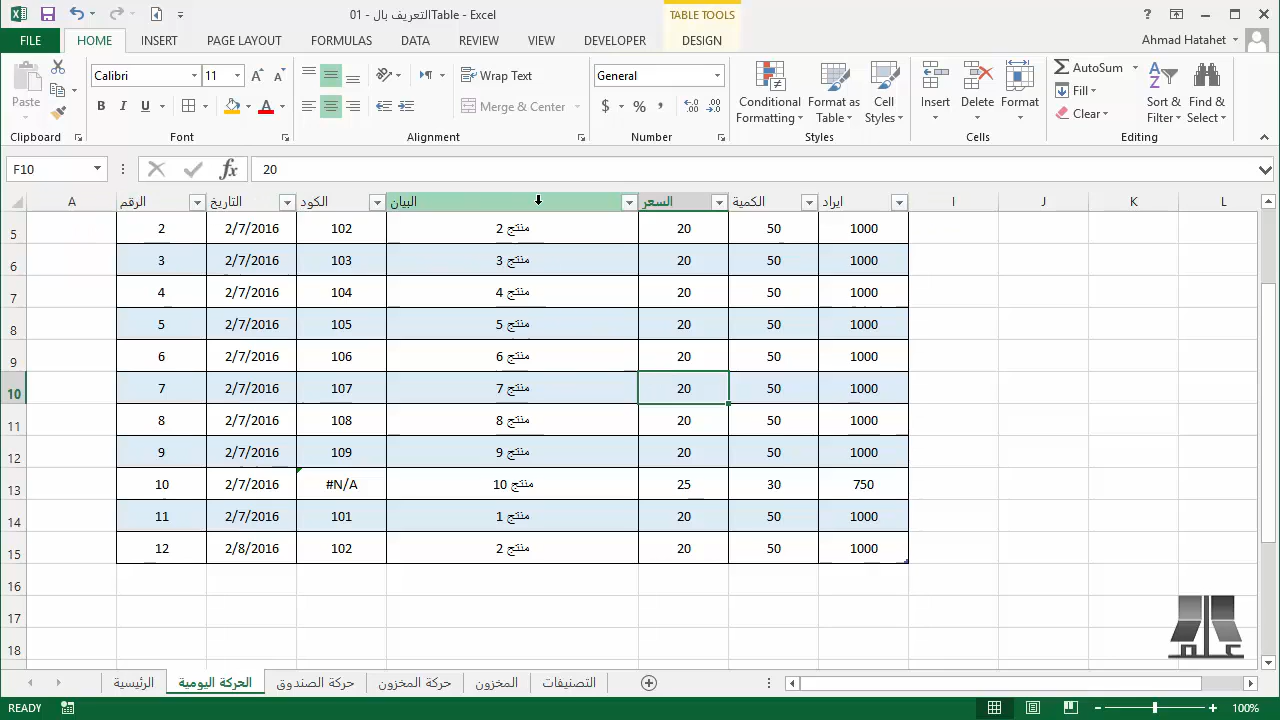 التعريف بال - 01Table - Excel
TABLE TOOLS
FILE HOME INSERT PAGE LAYOUT FORMULAS DATA REVIEW VIEW DEVELOPER DESIGN Ahmad Hatahet
Calibri 11 Wrap Text General AutoSum
Paste Merge & Center Conditional Formatting Format as Table Cell Styles Insert Delete Form.. Fill Clear Sort & Filter Find & Select
Clipboard Font Alignment Number Styles Cells Editing
F10 20
A الرقم التاريخ الكود البيان السعر الكمية ايراد I J K L
5 2 2/7/2016 102 منتج 2 20 50 1000
6 3 2/7/2016 103 منتج 3 20 50 1000
7 4 2/7/2016 104 منتج 4 20 50 1000
8 5 2/7/2016 105 منتج 5 20 50 1000
9 6 2/7/2016 106 منتج 6 20 50 1000
10 7 2/7/2016 107 منتج 7 20 50 1000
11 8 2/7/2016 108 منتج 8 20 50 1000
12 9 2/7/2016 109 منتج 9 20 50 1000
13 10 2/7/2016 #N/A منتج 10 25 30 750
14 11 2/7/2016 101 منتج 1 20 50 1000
15 12 2/8/2016 102 منتج 2 20 50 1000
16
17
18
الرئيسية الحركة اليومية حركة الصندوق حركة المخزون المخزون التصنيفات
READY 100%